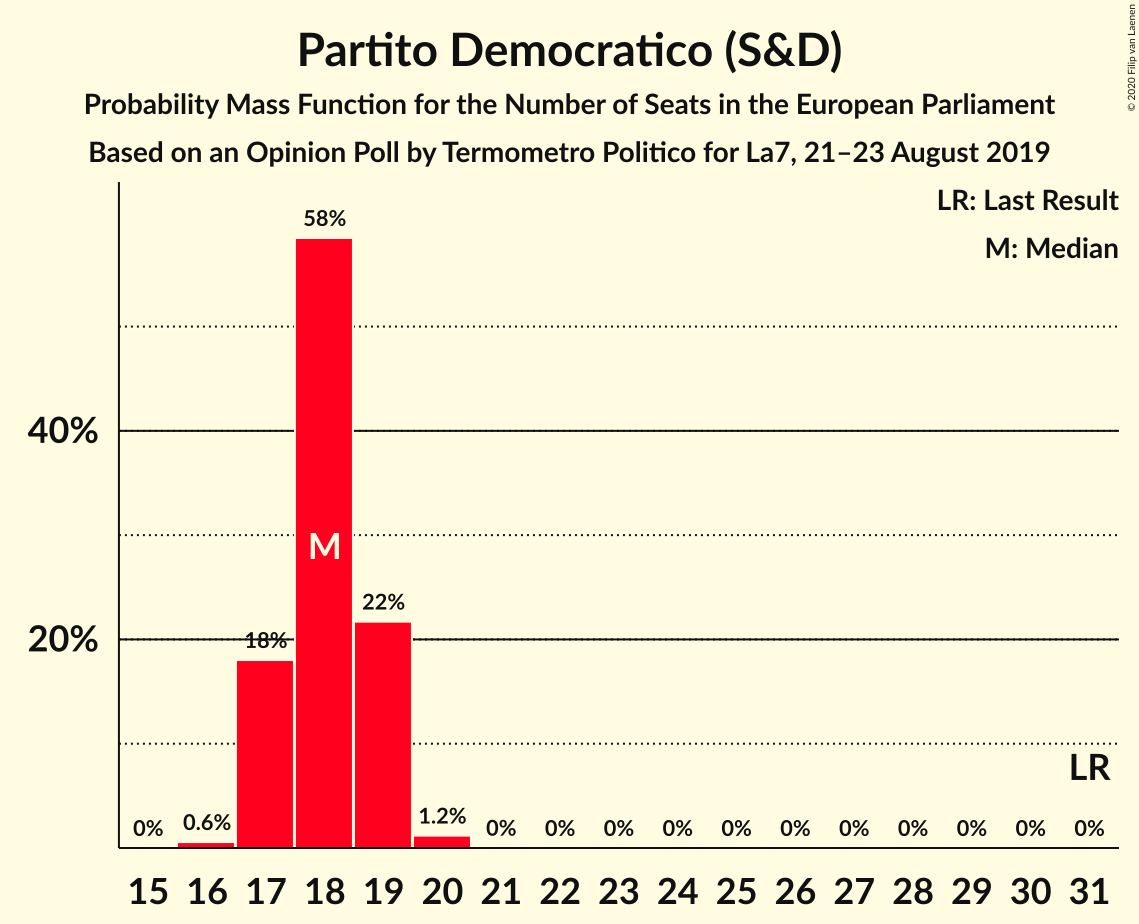 Partito Democratico (S&D)
Probability Mass Function for the Number of Seats in the European Parliament
Based on an Opinion Poll by Termometro Politico for La7, 21–23 August 2019
© 2020 Filip van Laenen
LR: Last Result
M: Median
58%
40%
M
22%
20%
18%
LR
0% 0.6% 1.2% 0% 0% 0% 0% 0% 0% 0% 0% 0% 0% 0%
15 16 17 18 19 20 21 22 23 24 25 26 27 28 29 30 31